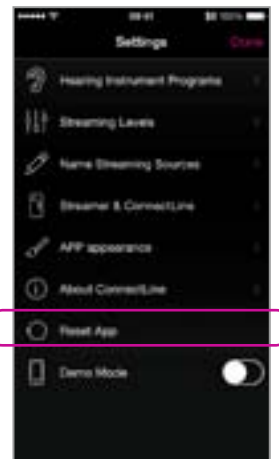 Settings
Done
Hearing Instrument Programs
Streaming Levels
Name Streaming Sources
Streamer & ConnectLine
APP appearance
About ConnectLine
Reset App
Demo Mode